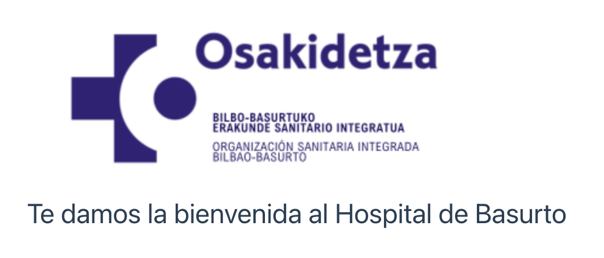 Osakidetza
BILBO-BASURTUKO
ERAKUNDE SANITARIO INTEGRATUA
ORGANIZACIÓN SANITARIA INTEGRADA
BILBAO-BASURTO
Te damos la bienvenida al Hospital de Basurto